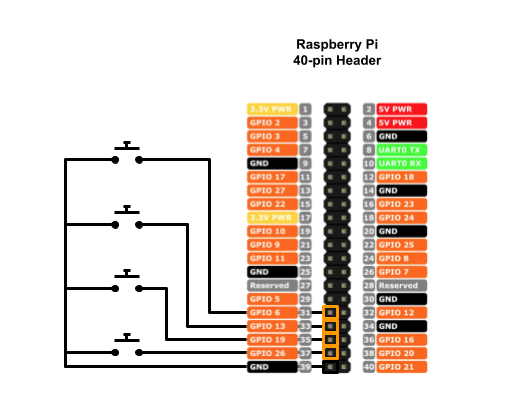 Raspberry Pi
40-pin Header
3.3V PWR 1 2 5V PWR
GPIO 2 3 4 5V PWR
GPIO 3 5 6 GND
GPIO 4 7 8 UART0 TX
GND 9 10 UART0 RX
GPIO 17 11 12 GPIO 18
GPIO 27 13 14 GND
GPIO 22 15 16 GPIO 23
3.3V PWR 17 18 GPIO 24
GPIO 10 19 20 GND
GPIO 9 21 22 GPIO 25
GPIO 11 23 24 GPIO 8
GND 25 26 GPIO 7
Reserved 27 28 Reserved
GPIO 5 29 30 GND
GPIO 6 31 32 GPIO 12
GPIO 13 33 34 GND
GPIO 19 35 36 GPIO 16
GPIO 26 37 38 GPIO 20
GND 39 40 GPIO 21